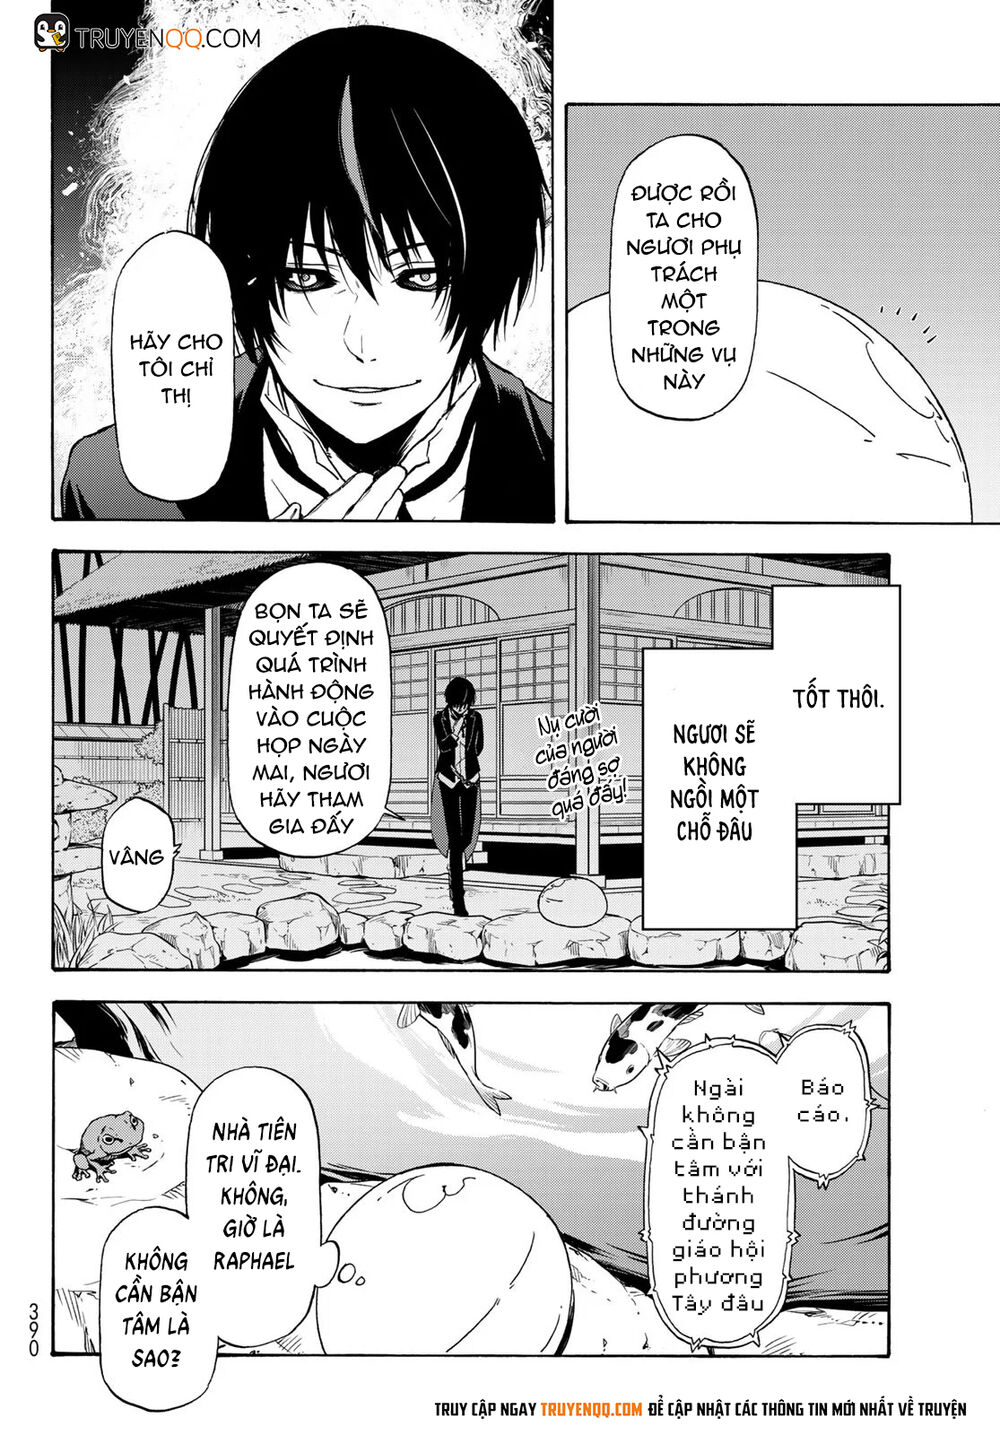 TRUYENQQ.COM
ĐƯỢC RỒI
TA CHO
NGƯƠI PHỤ
TRÁCH
MỘT
TRONG
NHỮNG VỤ
NÀY
HÃY CHO
TÔI CHỈ
THỊ
TỐT THÔI.
NGƯƠI SẼ
KHÔNG
NGỒI MỘT
CHỖ ĐÂU
Nụ cười
của người
đáng sợ
quá đấy!
BỌN TA SẼ
QUYẾT ĐỊNH
QUÁ TRÌNH
HÀNH ĐỘNG
VÀO CUỘC
HỌP NGÀY
MAI, NGƯƠI
HÃY THAM
GIA ĐẤY
VÂNG
Báo
cáo.
Ngài
không
cần bận
tâm với
thánh
đường
giáo hội
phương
Tây đâu
NHÀ TIÊN
TRI VĨ ĐẠI.
KHÔNG,
GIỜ LÀ
RAPHAEL
KHÔNG
CẦN BẬN
TÂM LÀ
SAO?
390
TRUY CẬP NGAY TRUYENQQ.COM ĐỂ CẬP NHẬT CÁC THÔNG TIN MỚI NHẤT VỀ TRUYỆN